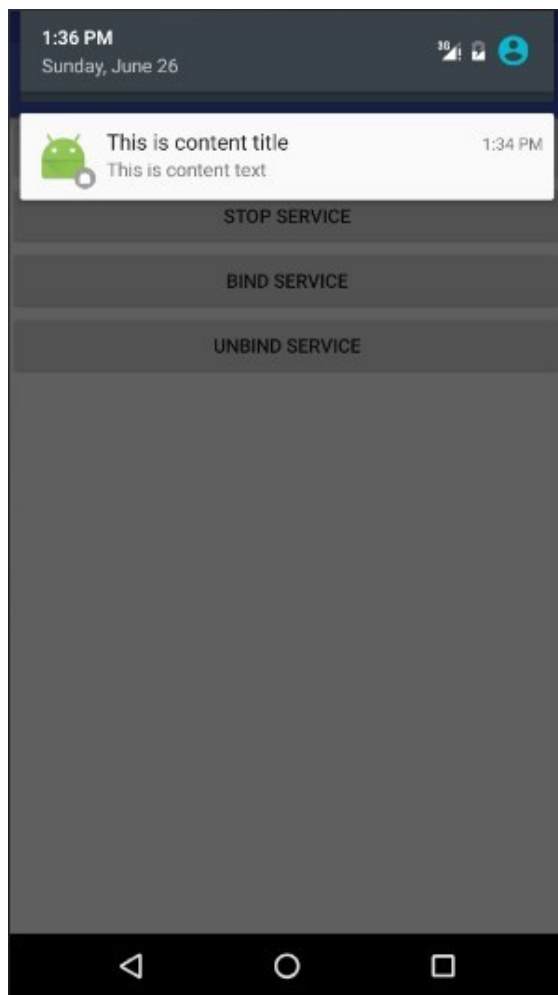 1:36 PM
Sunday, June 26
3G
This is content title
1:34 PM
This is content text
STOP SERVICE
BIND SERVICE
UNBIND SERVICE